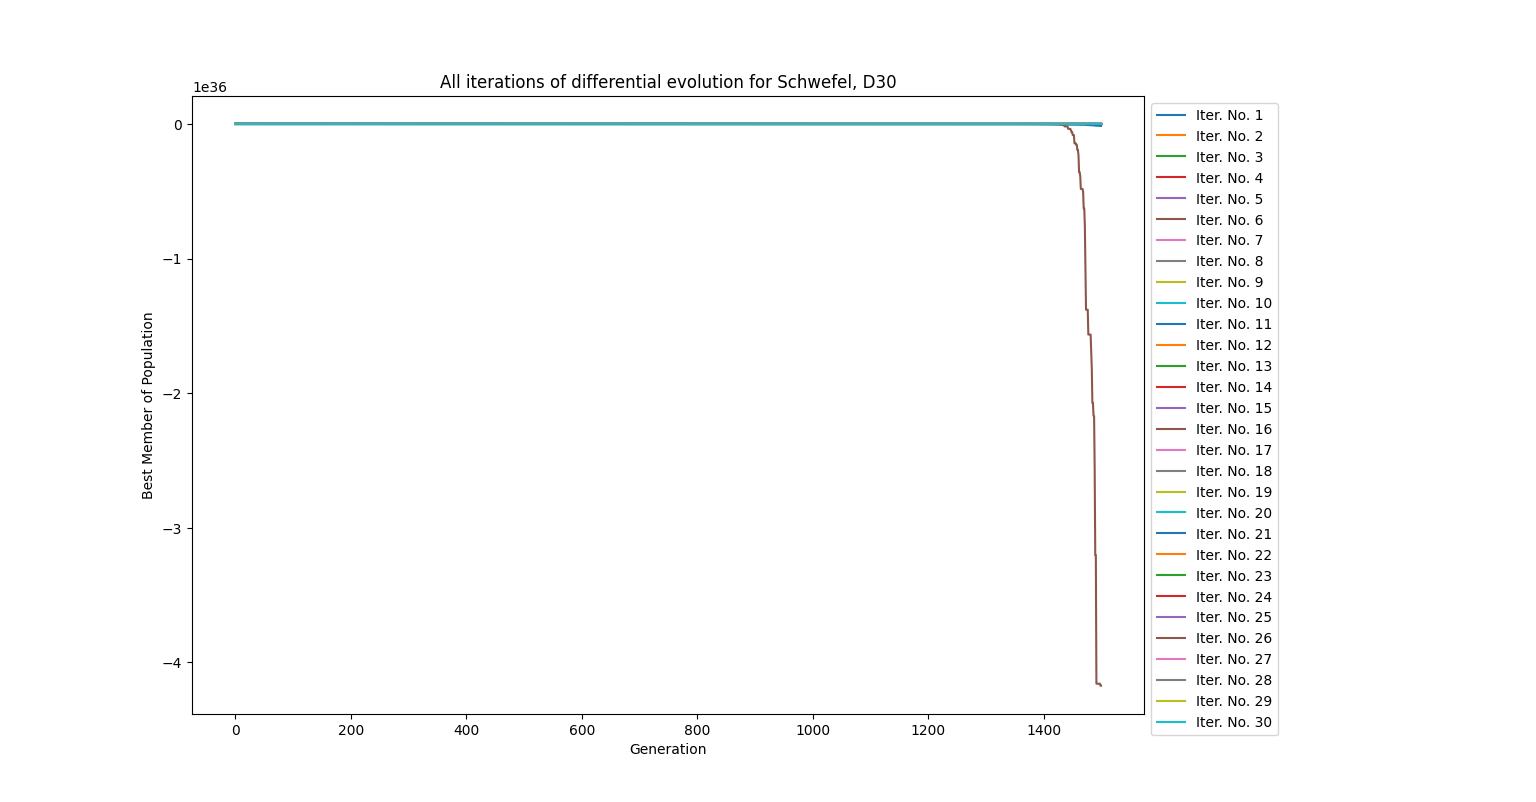 All iterations of differential evolution for Schwefel, D30
1e36
0
−1
−2
−3
−4
Best Member of Population
0 200 400 600 800 1000 1200 1400
Generation
Iter. No. 1
Iter. No. 2
Iter. No. 3
Iter. No. 4
Iter. No. 5
Iter. No. 6
Iter. No. 7
Iter. No. 8
Iter. No. 9
Iter. No. 10
Iter. No. 11
Iter. No. 12
Iter. No. 13
Iter. No. 14
Iter. No. 15
Iter. No. 16
Iter. No. 17
Iter. No. 18
Iter. No. 19
Iter. No. 20
Iter. No. 21
Iter. No. 22
Iter. No. 23
Iter. No. 24
Iter. No. 25
Iter. No. 26
Iter. No. 27
Iter. No. 28
Iter. No. 29
Iter. No. 30